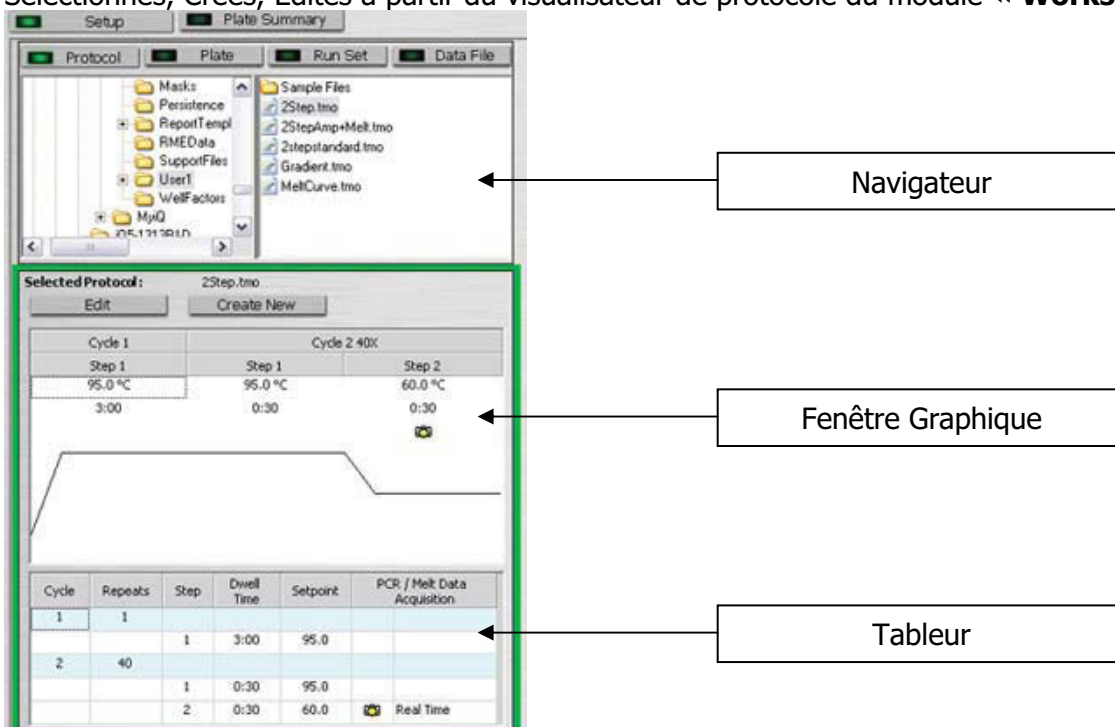 Sélectionnés, Créés, Edités à partir du visualisateur de protocole du module « Works
Setup Plate Summary
Protocol Plate Run Set Data File
Masks
Persistence
ReportTempl
RMEData
SupportFiles
User1
WellFactors
MyiQ
Sample Files
2Step.tmo
2StepAmp+Melt.tmo
2stepstandard.tmo
Gradient.tmo
MeltCurve.tmo
Navigateur
Selected Protocol: 2Step.tmo
Edit Create New
Cycle 1 Cycle 2 40X
Step 1 Step 1 Step 2
95.0 °C 95.0 °C 60.0 °C
3:00 0:30 0:30
Fenêtre Graphique
Cycle Repeats Step Dwell Time Setpoint PCR / Melt Data Acquisition
1 1
1 3:00 95.0
2 40
1 0:30 95.0
2 0:30 60.0 Real Time
Tableur